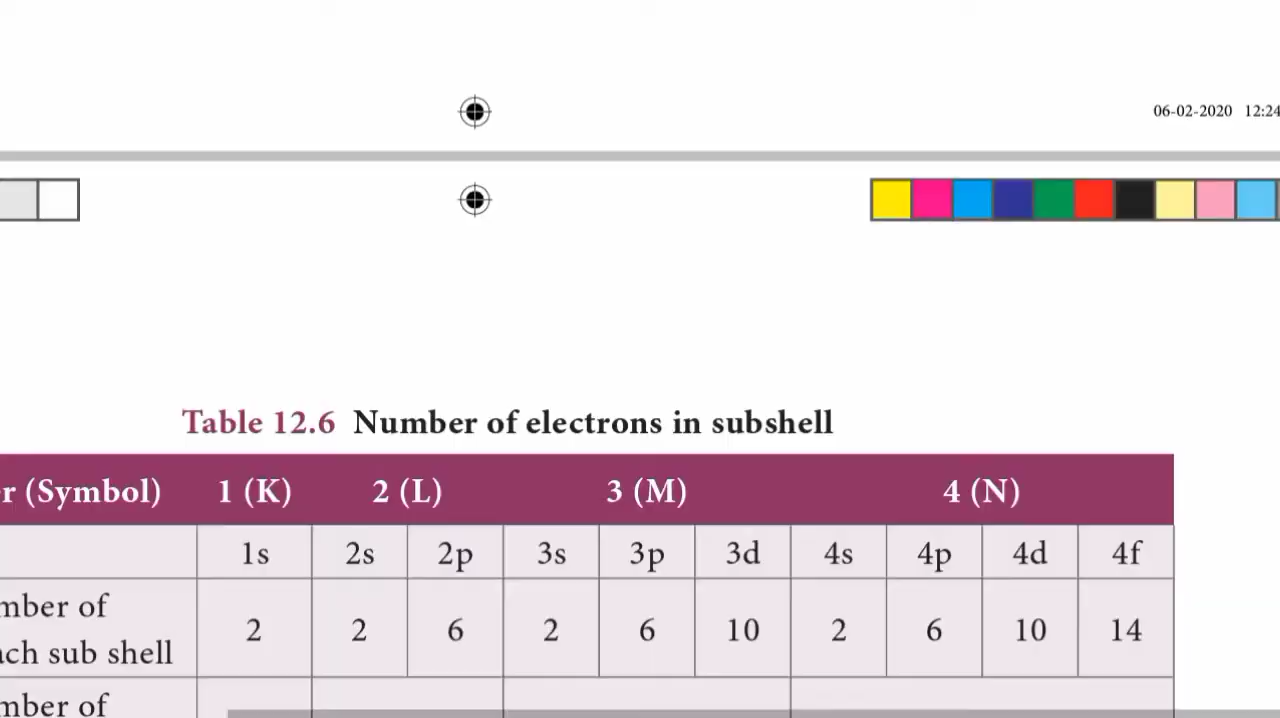 06-02-2020 12:24
Table 12.6 Number of electrons in subshell
(Symbol) 1 (K) 2 (L) 3 (M) 4 (N)
1s 2s 2p 3s 3p 3d 4s 4p 4d 4f
mber of
ach sub shell 2 2 6 2 6 10 2 6 10 14
mber of